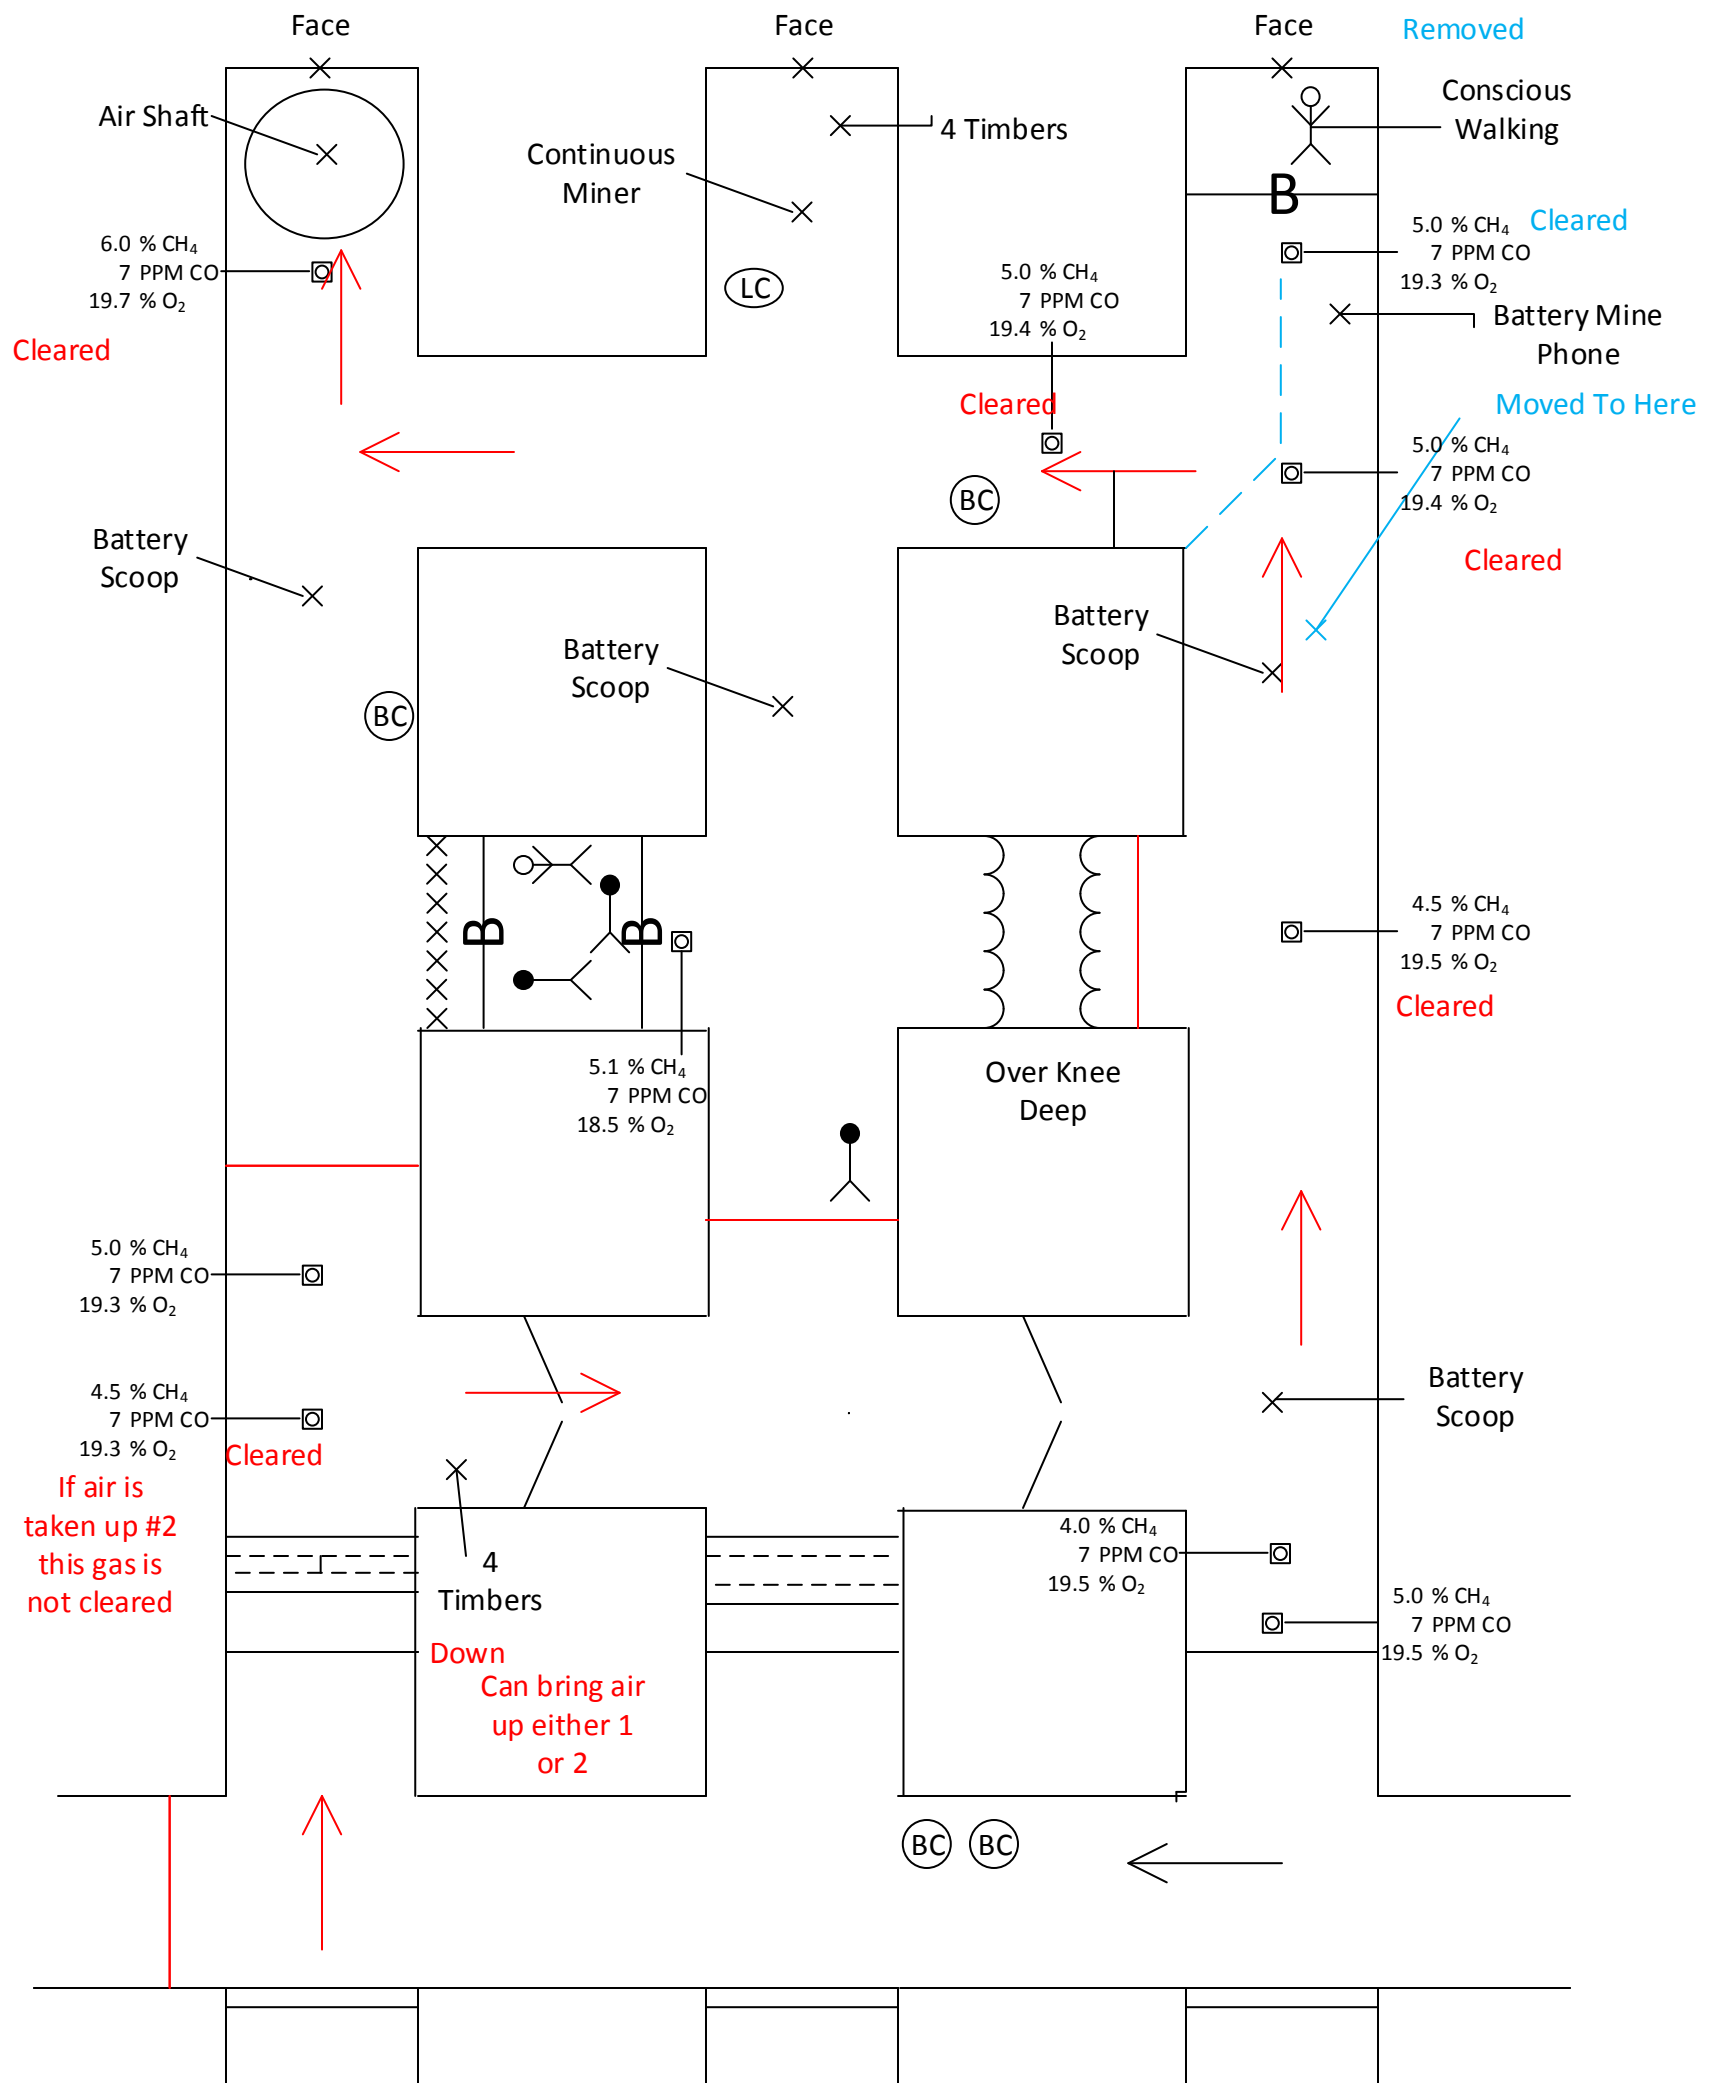 Face
Face
Face
Removed
Air Shaft
4 Timbers
Conscious
Walking
Continuous
Miner
B
Cleared
5.0 % CH₄
7 PPM CO
19.3 % O₂
6.0 % CH₄
7 PPM CO
19.7 % O₂
Cleared
LC
5.0 % CH₄
7 PPM CO
19.4 % O₂
Cleared
Battery Mine
Phone
Moved To Here
5.0 % CH₄
7 PPM CO
19.4 % O₂
Cleared
BC
Battery
Scoop
Battery
Scoop
Battery
Scoop
BC
B
B
4.5 % CH₄
7 PPM CO
19.5 % O₂
Cleared
5.1 % CH₄
7 PPM CO
18.5 % O₂
Over Knee
Deep
5.0 % CH₄
7 PPM CO
19.3 % O₂
4.5 % CH₄
7 PPM CO
19.3 % O₂
Cleared
If air is
taken up #2
this gas is
not cleared
Battery
Scoop
4
Timbers
Down
Can bring air
up either 1
or 2
4.0 % CH₄
7 PPM CO
19.5 % O₂
5.0 % CH₄
7 PPM CO
19.5 % O₂
BC
BC